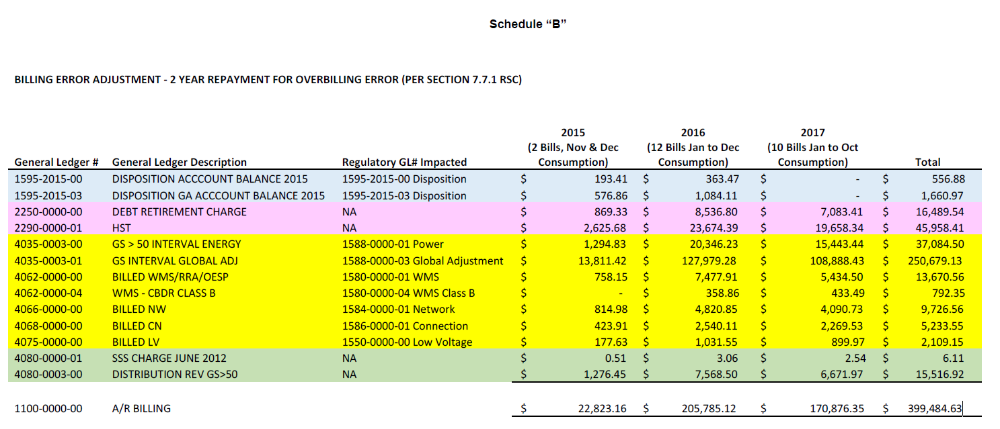 Schedule “B”
BILLING ERROR ADJUSTMENT - 2 YEAR REPAYMENT FOR OVERBILLING ERROR (PER SECTION 7.7.1 RSC)
2015 2016 2017
(2 Bills, Nov & Dec (12 Bills Jan to Dec (10 Bills Jan to Oct
General Ledger # General Ledger Description Regulatory GL# Impacted Consumption) Consumption) Consumption) Total
1595-2015-00 DISPOSITION ACCCOUNT BALANCE 2015 1595-2015-00 Disposition $ 193.41 $ 363.47 $ - $ 556.88
1595-2015-03 DISPOSITION GA ACCCOUNT BALANCE 2015 1595-2015-03 Disposition $ 576.86 $ 1,084.11 $ - $ 1,660.97
2250-0000-00 DEBT RETIREMENT CHARGE NA $ 869.33 $ 8,536.80 $ 7,083.41 $ 16,489.54
2290-0000-01 HST NA $ 2,625.68 $ 23,674.39 $ 19,658.34 $ 45,958.41
4035-0003-00 GS > 50 INTERVAL ENERGY 1588-0000-01 Power $ 1,294.83 $ 20,346.23 $ 15,443.44 $ 37,084.50
4035-0003-01 GS INTERVAL GLOBAL ADJ 1588-0000-03 Global Adjustment $ 13,811.42 $ 127,979.28 $ 108,888.43 $ 250,679.13
4062-0000-00 BILLED WMS/RRA/OESP 1580-0000-01 WMS $ 758.15 $ 7,477.91 $ 5,434.50 $ 13,670.56
4062-0000-04 WMS - CBDR CLASS B 1580-0000-04 WMS Class B $ - $ 358.86 $ 433.49 $ 792.35
4066-0000-00 BILLED NW 1584-0000-01 Network $ 814.98 $ 4,820.85 $ 4,090.73 $ 9,726.56
4068-0000-00 BILLED CN 1586-0000-01 Connection $ 423.91 $ 2,540.11 $ 2,269.53 $ 5,233.55
4075-0000-00 BILLED LV 1550-0000-00 Low Voltage $ 177.63 $ 1,031.55 $ 899.97 $ 2,109.15
4080-0000-01 SSS CHARGE JUNE 2012 NA $ 0.51 $ 3.06 $ 2.54 $ 6.11
4080-0003-00 DISTRIBUTION REV GS>50 NA $ 1,276.45 $ 7,568.50 $ 6,671.97 $ 15,516.92
1100-0000-00 A/R BILLING $ 22,823.16 $ 205,785.12 $ 170,876.35 $ 399,484.63